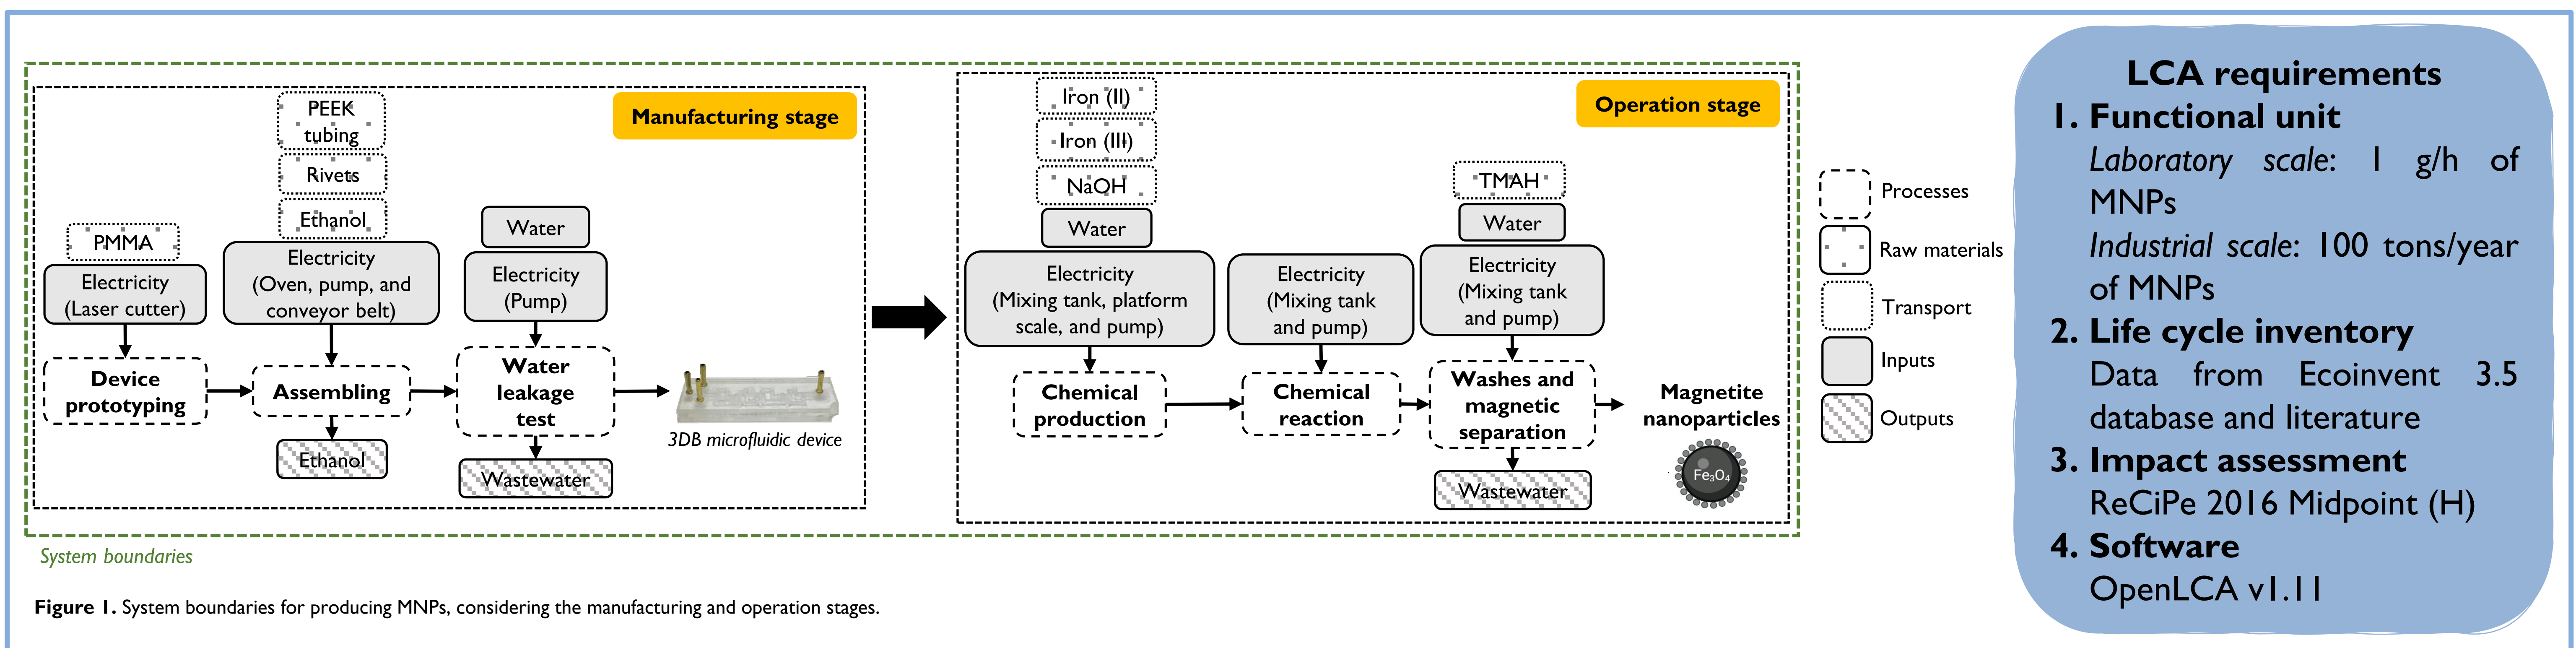 Manufacturing stage
PEEK
tubing
Rivets
Ethanol
PMMA
Electricity
(Laser cutter)
Electricity
(Oven, pump, and
conveyor belt)
Water
Electricity
(Pump)
Device
prototyping
Assembling
Water
leakage
test
Ethanol
Wastewater
3DB microfluidic device
Operation stage
Iron (II)
Iron (III)
NaOH
Water
Electricity
(Mixing tank, platform
scale, and pump)
Electricity
(Mixing tank
and pump)
TMAH
Water
Electricity
(Mixing tank
and pump)
Chemical
production
Chemical
reaction
Washes and
magnetic
separation
Wastewater
Magnetite
nanoparticles
Fe₃O₄
Processes
Raw materials
Transport
Inputs
Outputs
System boundaries
Figure 1. System boundaries for producing MNPs, considering the manufacturing and operation stages.
LCA requirements
1. Functional unit
Laboratory scale: 1 g/h of
MNPs
Industrial scale: 100 tons/year
of MNPs
2. Life cycle inventory
Data from Ecoinvent 3.5
database and literature
3. Impact assessment
ReCiPe 2016 Midpoint (H)
4. Software
OpenLCA v1.11